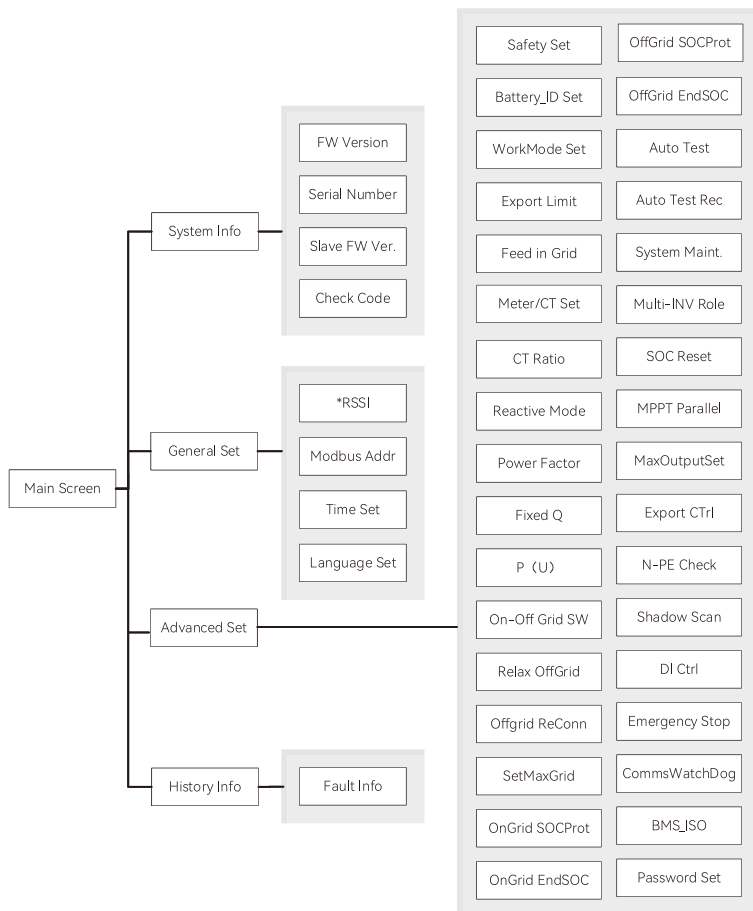 Main Screen
System Info
FW Version
Serial Number
Slave FW Ver.
Check Code
General Set
*RSSI
Modbus Addr
Time Set
Language Set
Advanced Set
Safety Set
Battery_ID Set
WorkMode Set
Export Limit
Feed in Grid
Meter/CT Set
CT Ratio
Reactive Mode
Power Factor
Fixed Q
P（U）
On-Off Grid SW
Relax OffGrid
Offgrid ReConn
SetMaxGrid
OnGrid SOCProt
OnGrid EndSOC
OffGrid SOCProt
OffGrid EndSOC
Auto Test
Auto Test Rec
System Maint.
Multi-INV Role
SOC Reset
MPPT Parallel
MaxOutputSet
Export CTrl
N-PE Check
Shadow Scan
DI Ctrl
Emergency Stop
CommsWatchDog
BMS_ISO
Password Set
History Info
Fault Info